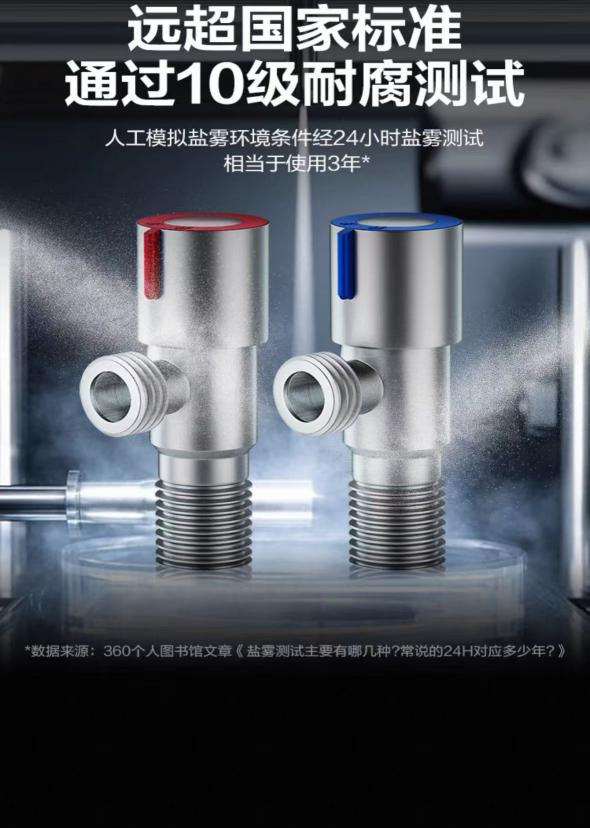 远超国家标准
通过10级耐腐测试
人工模拟盐雾环境条件经24小时盐雾测试
相当于使用3年*
*数据来源：360个人图书馆文章《盐雾测试主要有哪几种?常说的24H对应多少年?》